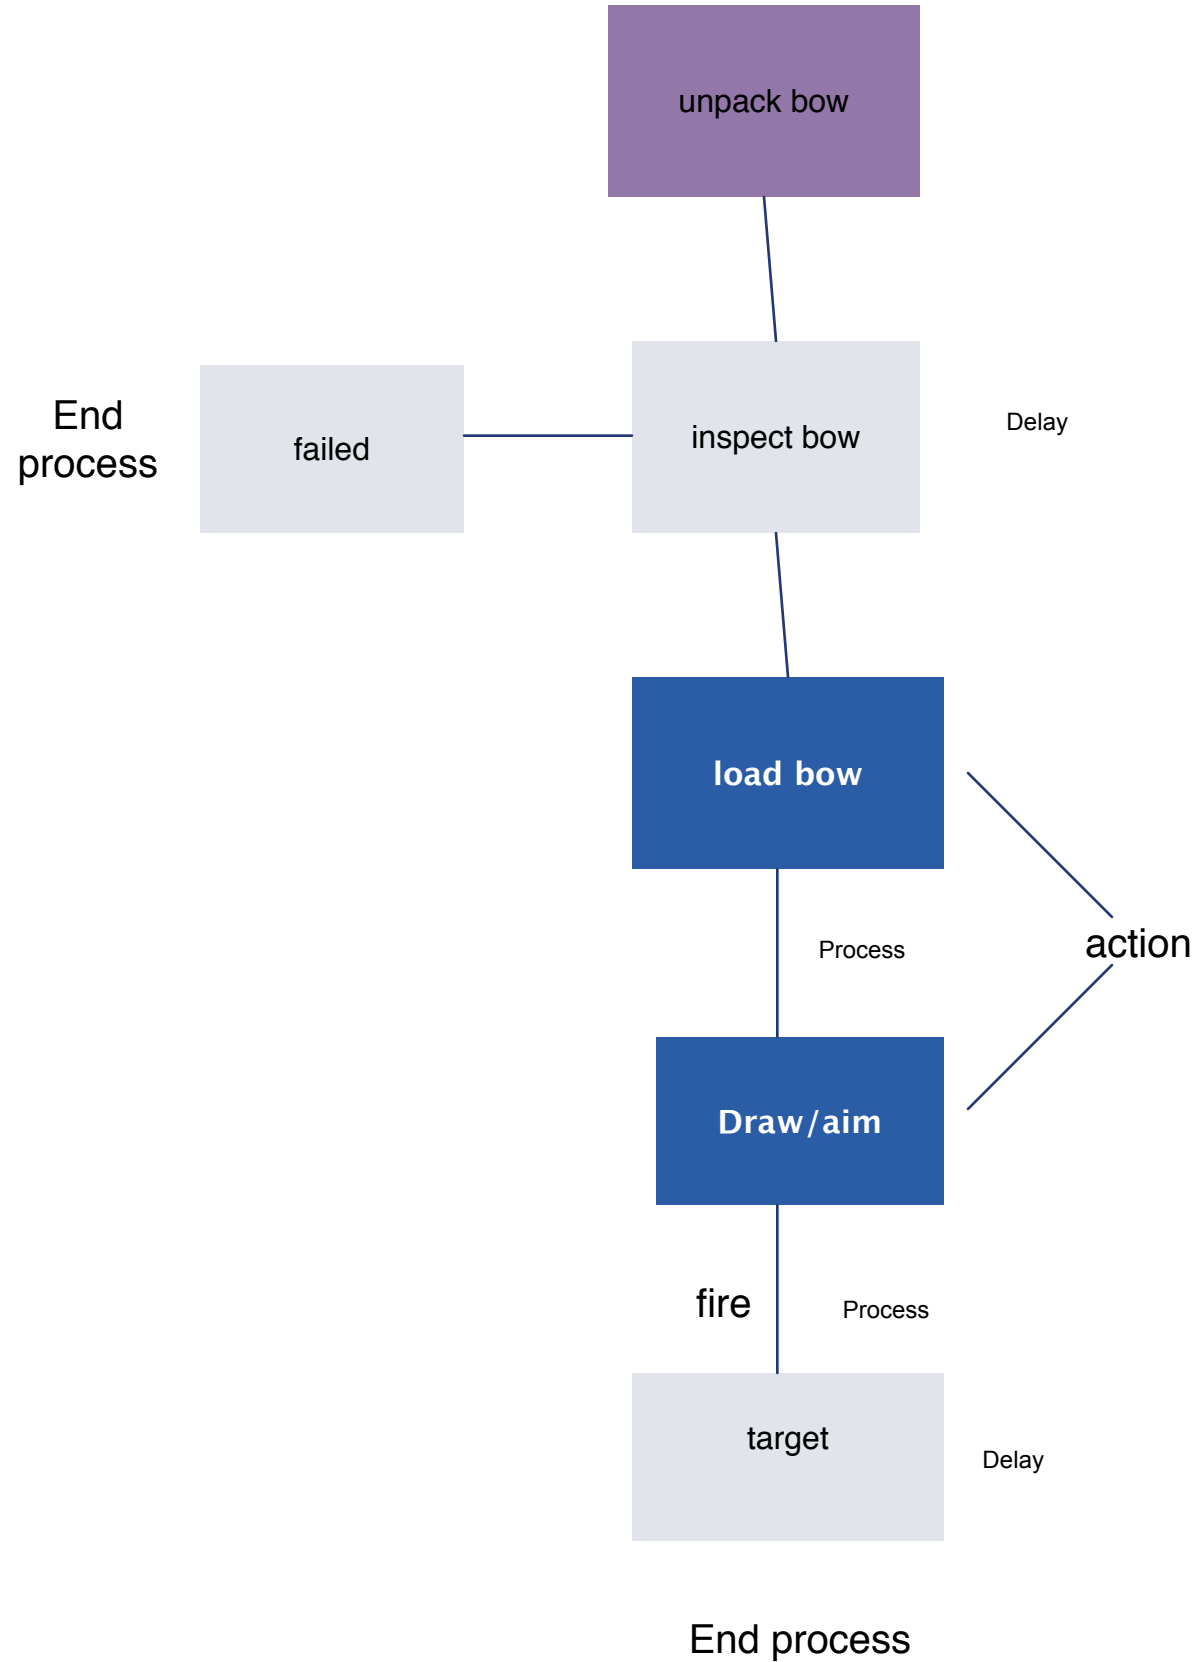 unpack bow
End
process
failed
inspect bow
Delay
load bow
Process
action
Draw/aim
fire
Process
target
Delay
End process